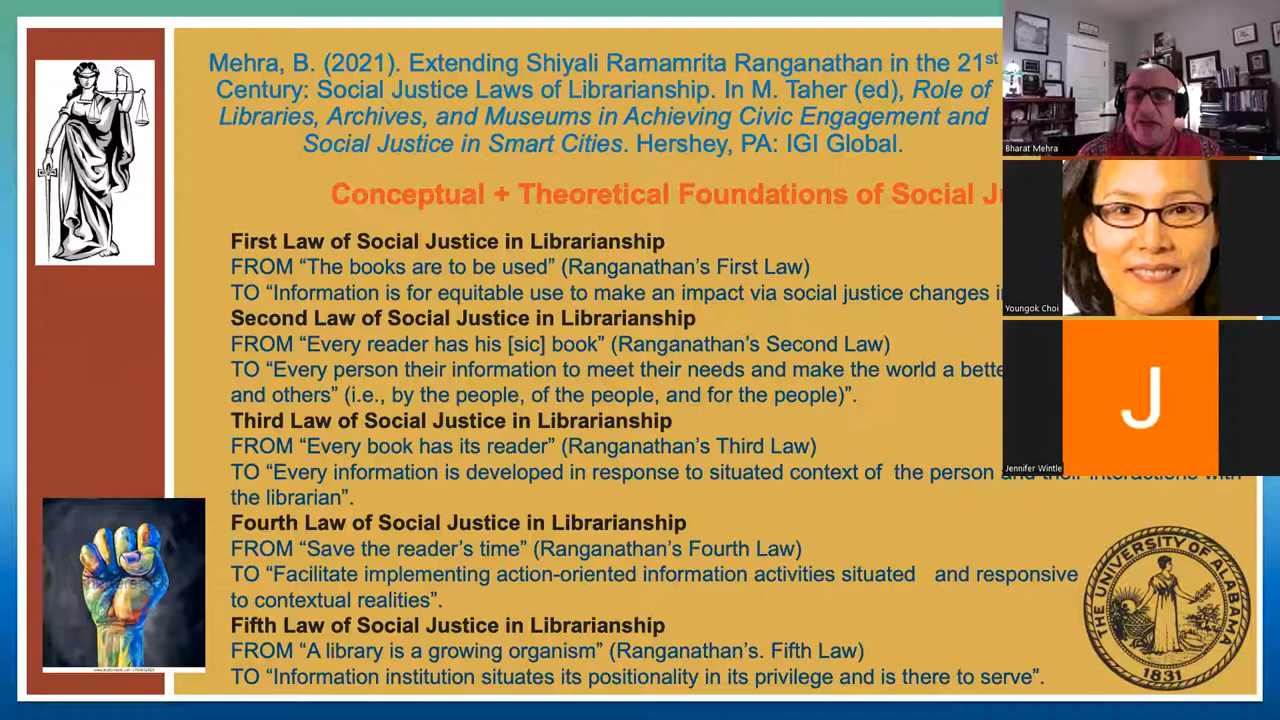 Mehra, B. (2021). Extending Shiyali Ramamrita Ranganathan in the 21st
Century: Social Justice Laws of Librarianship. In M. Taher (ed), Role of
Libraries, Archives, and Museums in Achieving Civic Engagement and
Social Justice in Smart Cities. Hershey, PA: IGI Global.
Conceptual + Theoretical Foundations of Social
First Law of Social Justice in Librarianship
FROM “The books are to be used” (Ranganathan’s First Law)
TO “Information is for equitable use to make an impact via social justice changes
Second Law of Social Justice in Librarianship
FROM “Every reader has his [sic] book” (Ranganathan’s Second Law)
TO “Every person their information to meet their needs and make the world a
and others” (i.e., by the people, of the people, and for the people)”.
Third Law of Social Justice in Librarianship
FROM “Every book has its reader” (Ranganathan’s Third Law)
TO “Every information is developed in response to situated context of the person and their interactions with
the librarian”.
Fourth Law of Social Justice in Librarianship
FROM “Save the reader’s time” (Ranganathan’s Fourth Law)
TO “Facilitate implementing action-oriented information activities situated and responsive
to contextual realities”.
Fifth Law of Social Justice in Librarianship
FROM “A library is a growing organism” (Ranganathan’s. Fifth Law)
TO “Information institution situates its positionality in its privilege and is there to serve”.
THE UNIVERSITY OF ALABAMA
1831
Bharat Mehra
Youngok Choi
J
Jennifer Wintle